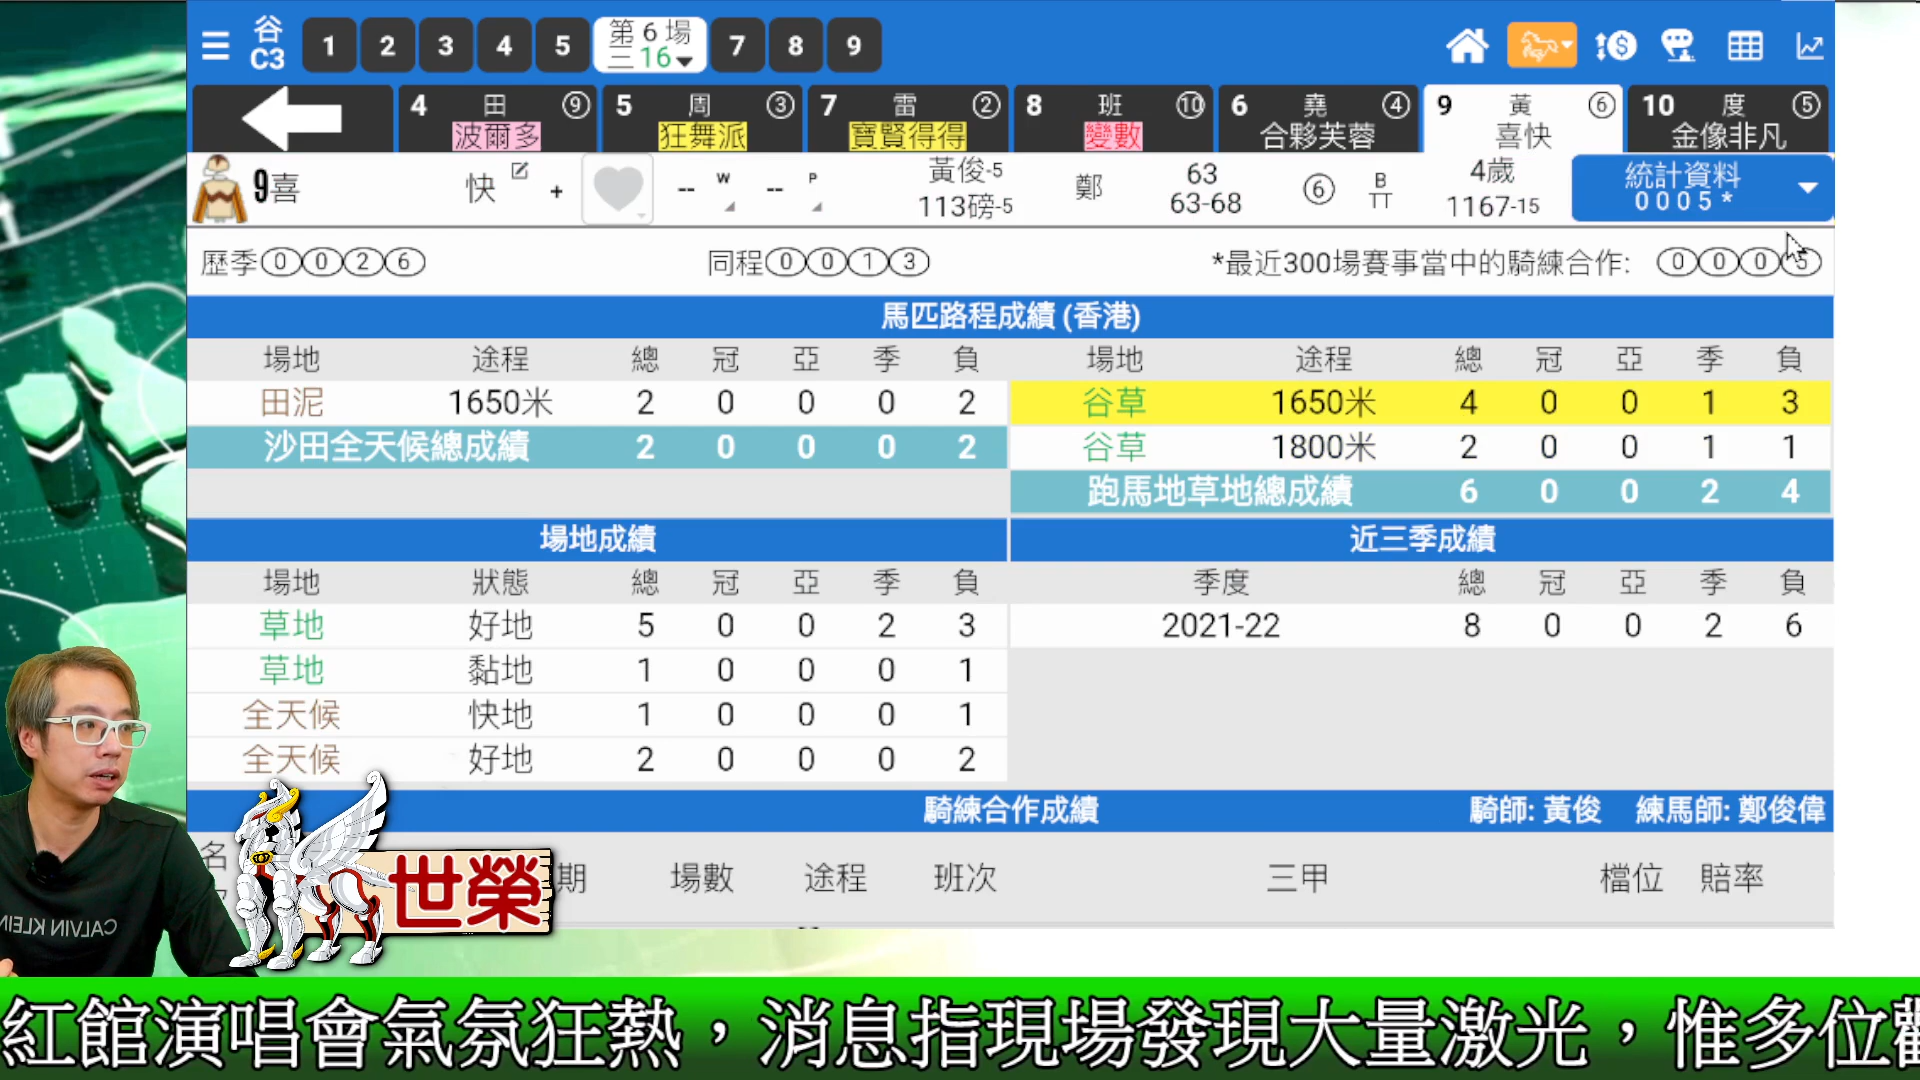 谷 C3 1 2 3 4 5 第 6 場 三 16 7 8 9
4 田 ⑨ 波爾多
5 周 ③ 狂舞派
7 雷 ② 寶賢得得
8 班 ⑩ 變數
6 堯 ④ 合夥芙蓉
9 黃 ⑥ 喜快
10 度 ⑤ 金像非凡
9喜 快 + -- W -- P 黃俊-5 113磅-5 鄭 63 63-68 ⑥ B TT 4歲 1167-15 統計資料 0005*
歷季 0 0 2 6 同程 0 0 1 3 *最近300場賽事當中的騎練合作: 0 0 0 5
馬匹路程成績 (香港)
場地 途程 總 冠 亞 季 負 場地 途程 總 冠 亞 季 負
田泥 1650米 2 0 0 0 2 谷草 1650米 4 0 0 1 3
沙田全天候總成績 2 0 0 0 2 谷草 1800米 2 0 0 1 1
跑馬地草地總成績 6 0 0 2 4
場地成績 近三季成績
場地 狀態 總 冠 亞 季 負 季度 總 冠 亞 季 負
草地 好地 5 0 0 2 3 2021-22 8 0 0 2 6
草地 黏地 1 0 0 0 1
全天候 快地 1 0 0 0 1
全天候 好地 2 0 0 0 2
騎練合作成績 騎師: 黃俊 練馬師: 鄭俊偉
名 期 場數 途程 班次 三甲 檔位 賠率
世榮
CALVIN KLEIN
紅館演唱會氣氛狂熱，消息指現場發現大量激光，惟多位